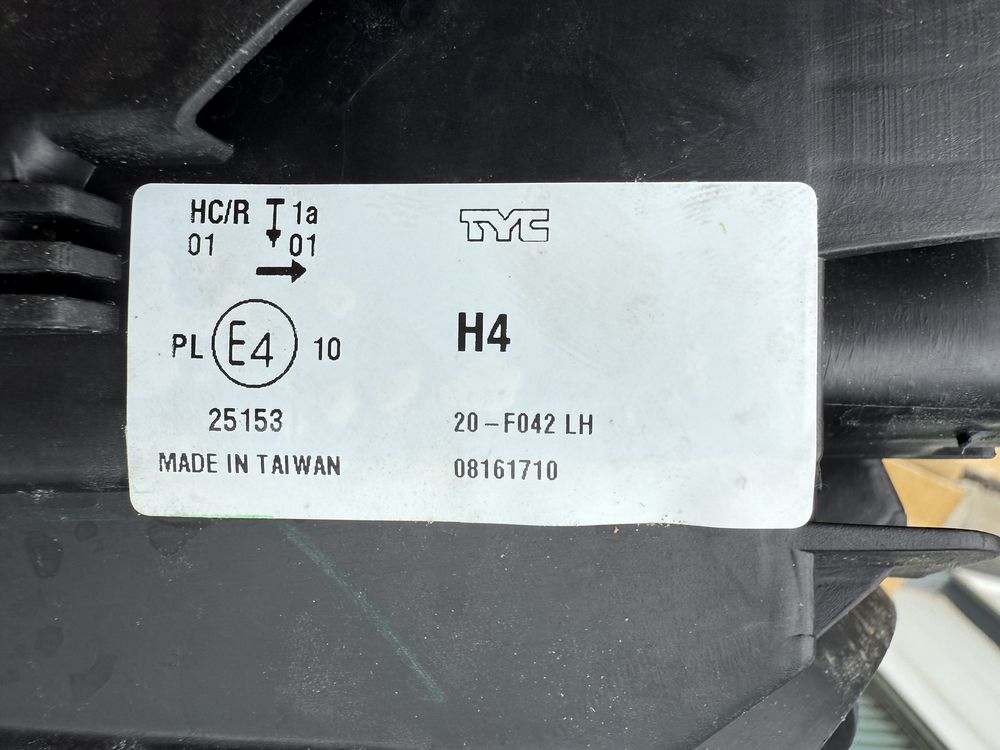 HC/R 1a
01 01
TYC
PL E4 10
H4
25153
20-F042 LH
MADE IN TAIWAN
08161710